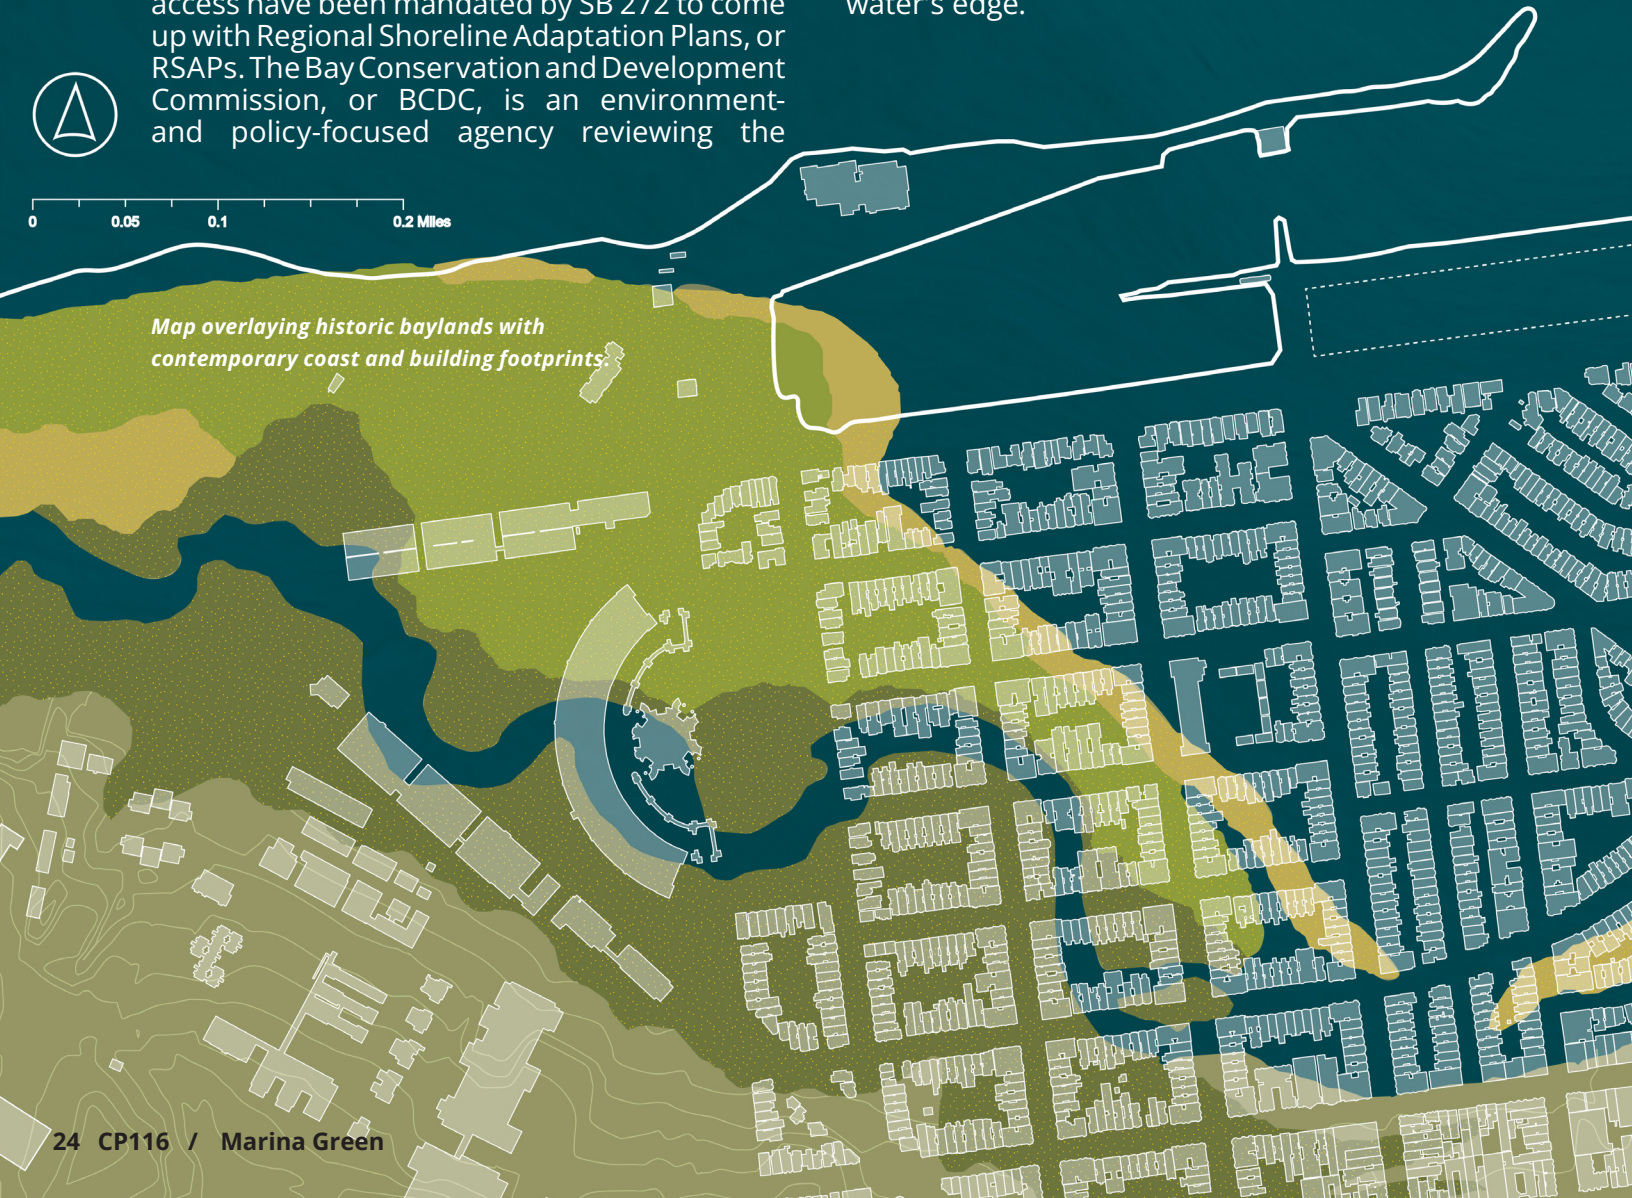 access have been mandated by SB 272 to come
up with Regional Shoreline Adaptation Plans, or
RSAPs. The Bay Conservation and Development
Commission, or BCDC, is an environment-
and policy-focused agency reviewing the
water's edge.
0 0.05 0.1 0.2 Miles
Map overlaying historic baylands with
contemporary coast and building footprints.
24 CP116 / Marina Green